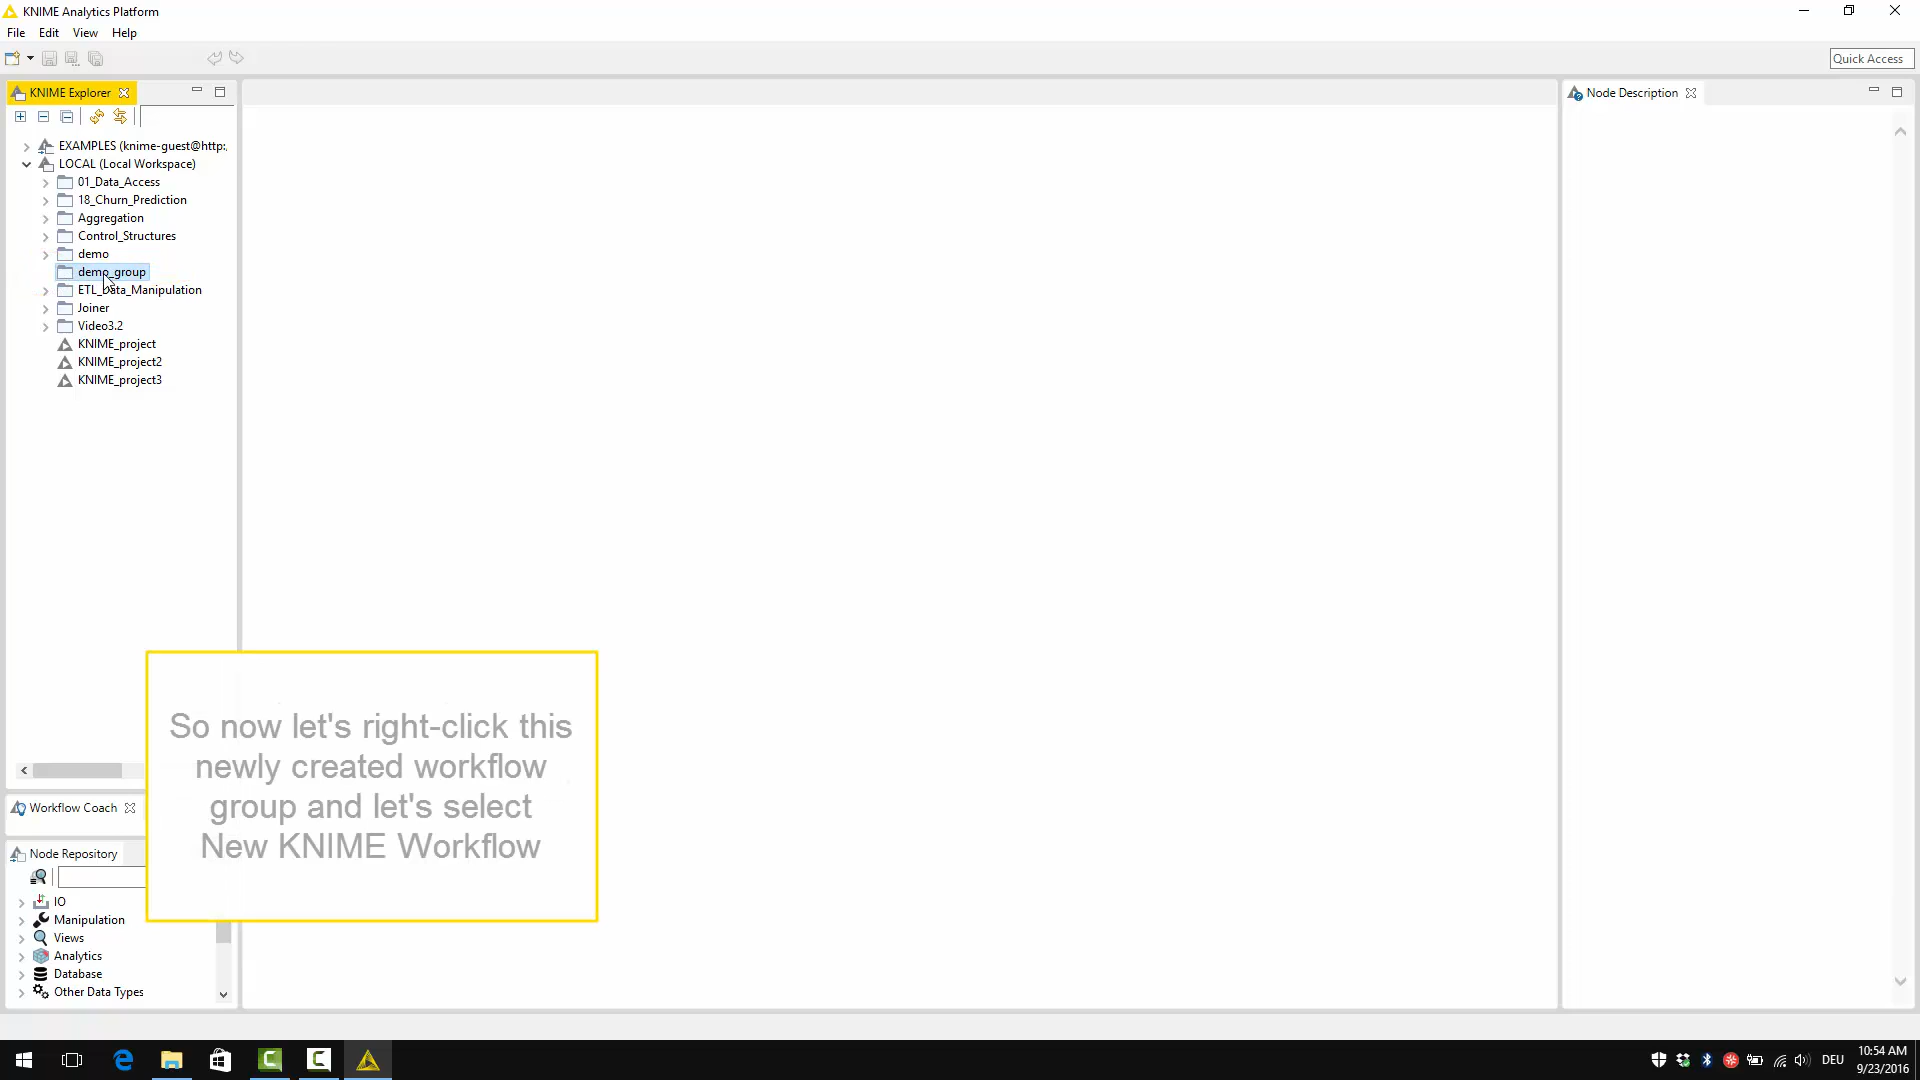 KNIME Analytics Platform
File Edit View Help
Quick Access
KNIME Explorer
Node Description
EXAMPLES (knime-guest@http:
LOCAL (Local Workspace)
01_Data_Access
18_Churn_Prediction
Aggregation
Control_Structures
demo
demo_group
ETL_Data_Manipulation
Joiner
Video3.2
KNIME_project
KNIME_project2
KNIME_project3
So now let's right-click this
newly created workflow
group and let's select
New KNIME Workflow
Workflow Coach
Node Repository
IO
Manipulation
Views
Analytics
Database
Other Data Types
DEU
10:54 AM
9/23/2016